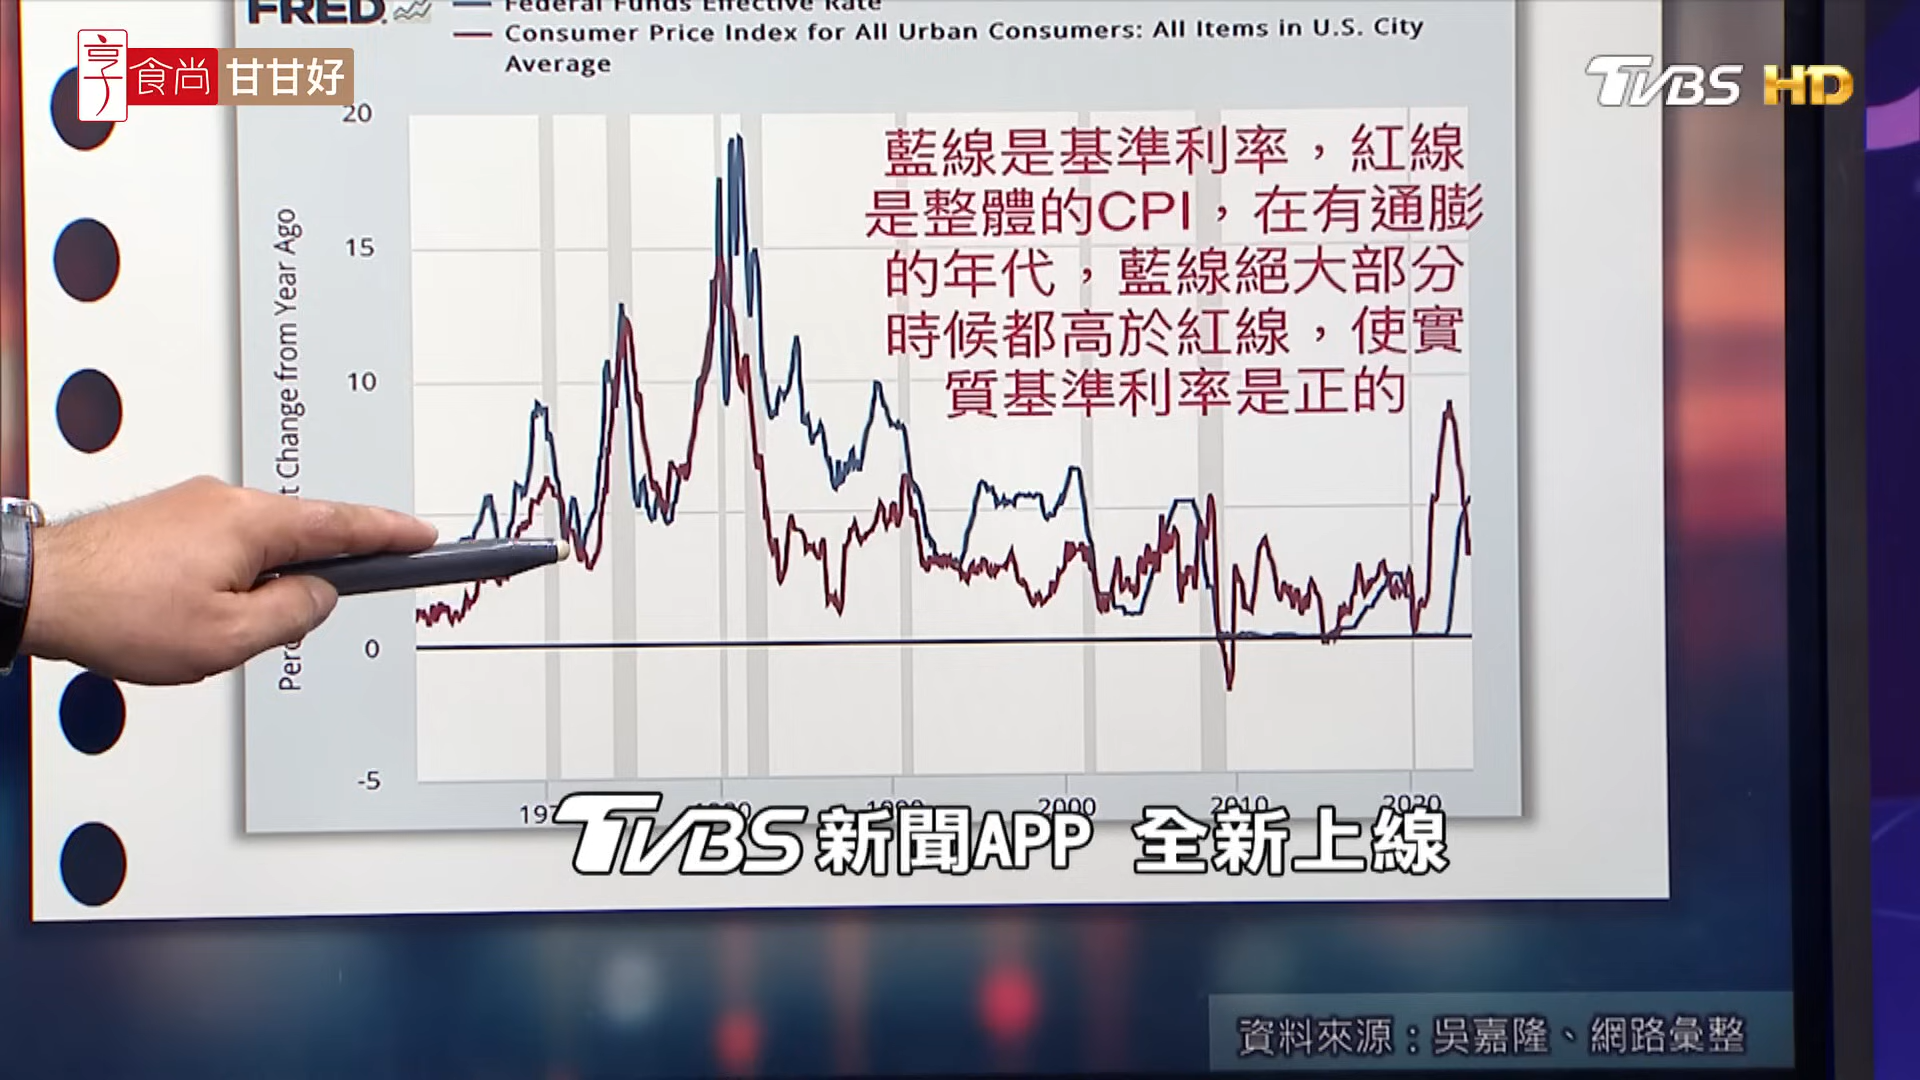 FRED
Federal Funds Effective Rate
Consumer Price Index for All Urban Consumers: All Items in U.S. City
Average
享食尚 甘甘好
TVBS HD
藍線是基準利率，紅線
是整體的CPI，在有通膨
的年代，藍線絕大部分
時候都高於紅線，使實
質基準利率是正的
20
15
10
0
-5
Change from Year Ago
1980
1990
2000
2010
2020
TVBS新聞APP 全新上線
資料來源：吳嘉隆、網路彙整